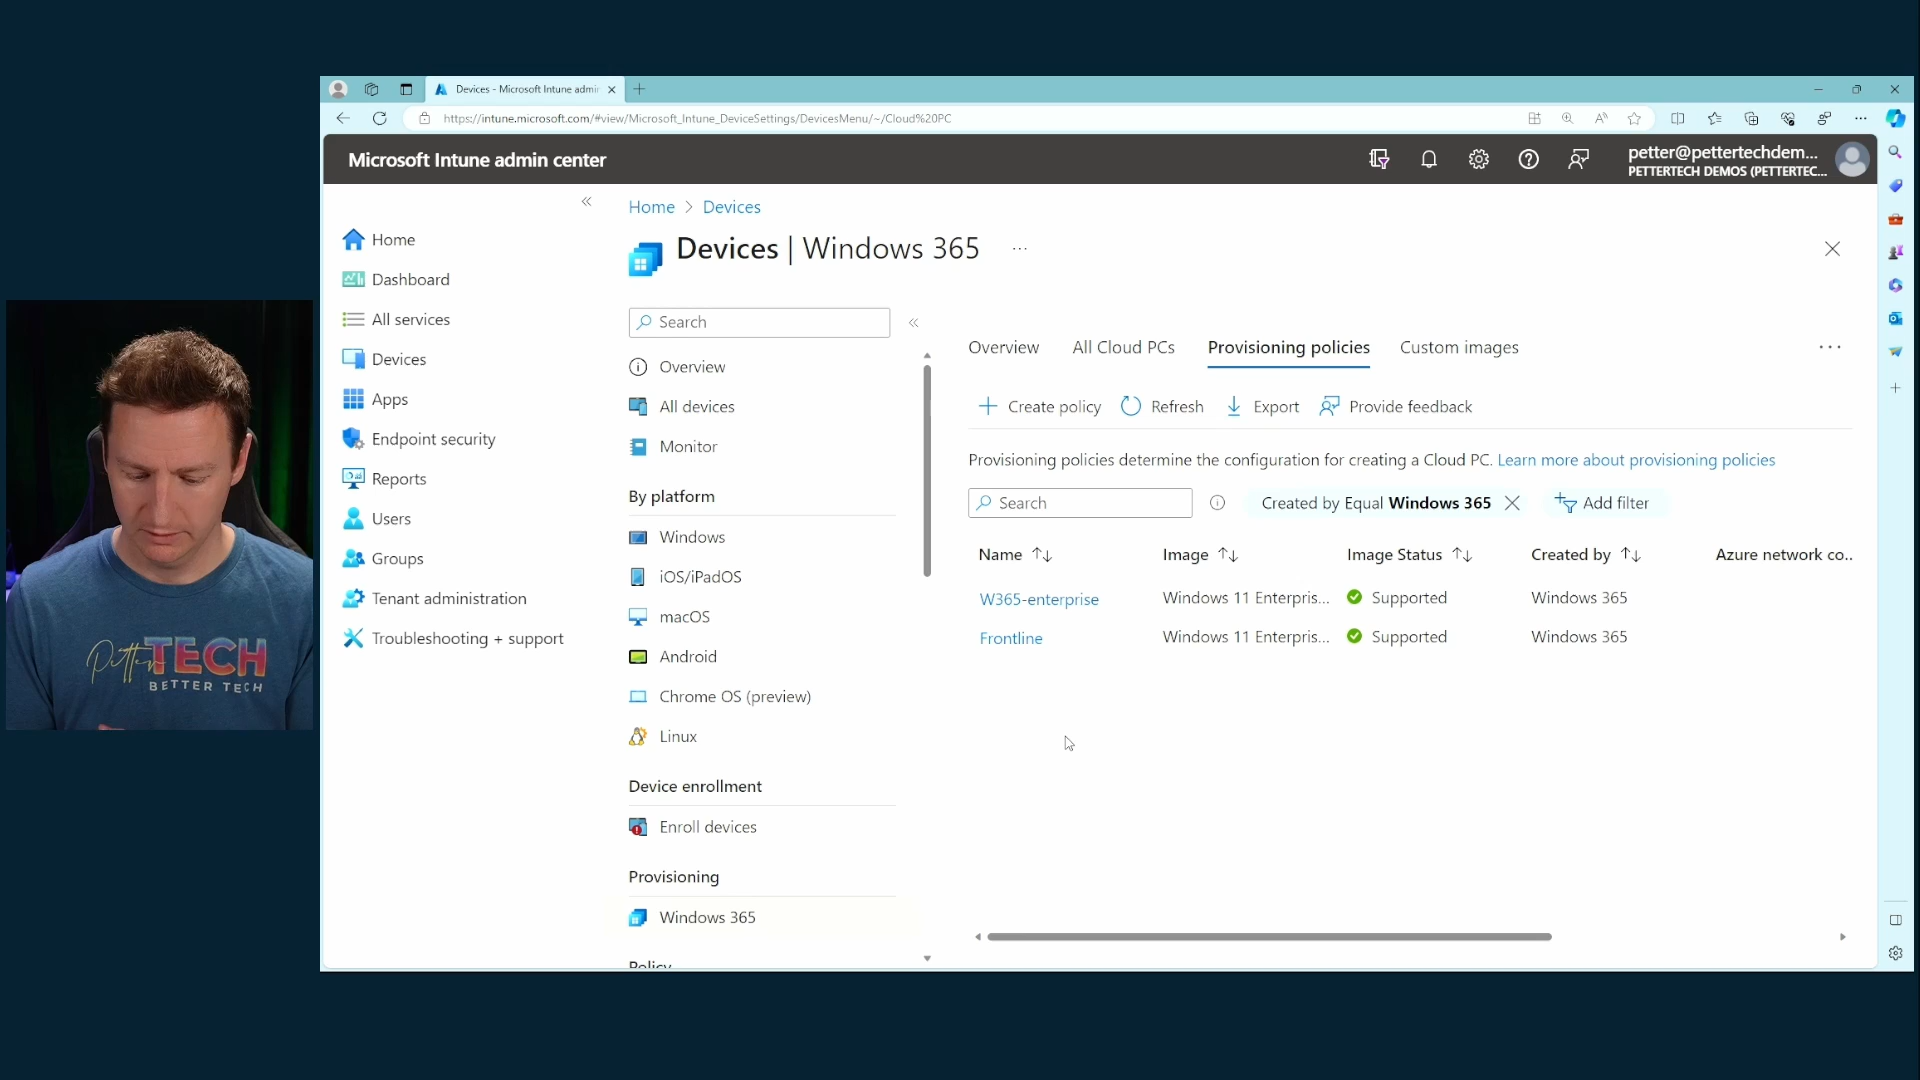 Devices - Microsoft Intune admir
https://intune.microsoft.com/#view/Microsoft_Intune_DeviceSettings/DevicesMenu/~/Cloud%20PC
Microsoft Intune admin center
petter@pettertechdem...
PETTERTECH DEMOS (PETTERTEC...
Home > Devices
Devices | Windows 365
Home
Dashboard
All services
Devices
Apps
Endpoint security
Reports
Users
Groups
Tenant administration
Troubleshooting + support
Search
Overview
All devices
Monitor
By platform
Windows
iOS/iPadOS
macOS
Android
Chrome OS (preview)
Linux
Device enrollment
Enroll devices
Provisioning
Windows 365
Policy
Overview All Cloud PCs Provisioning policies Custom images
Create policy Refresh Export Provide feedback
Provisioning policies determine the configuration for creating a Cloud PC. Learn more about provisioning policies
Search Created by Equal Windows 365 Add filter
Name Image Image Status Created by Azure network co..
W365-enterprise Windows 11 Enterpris... Supported Windows 365
Frontline Windows 11 Enterpris... Supported Windows 365
Petter TECH
BETTER TECH